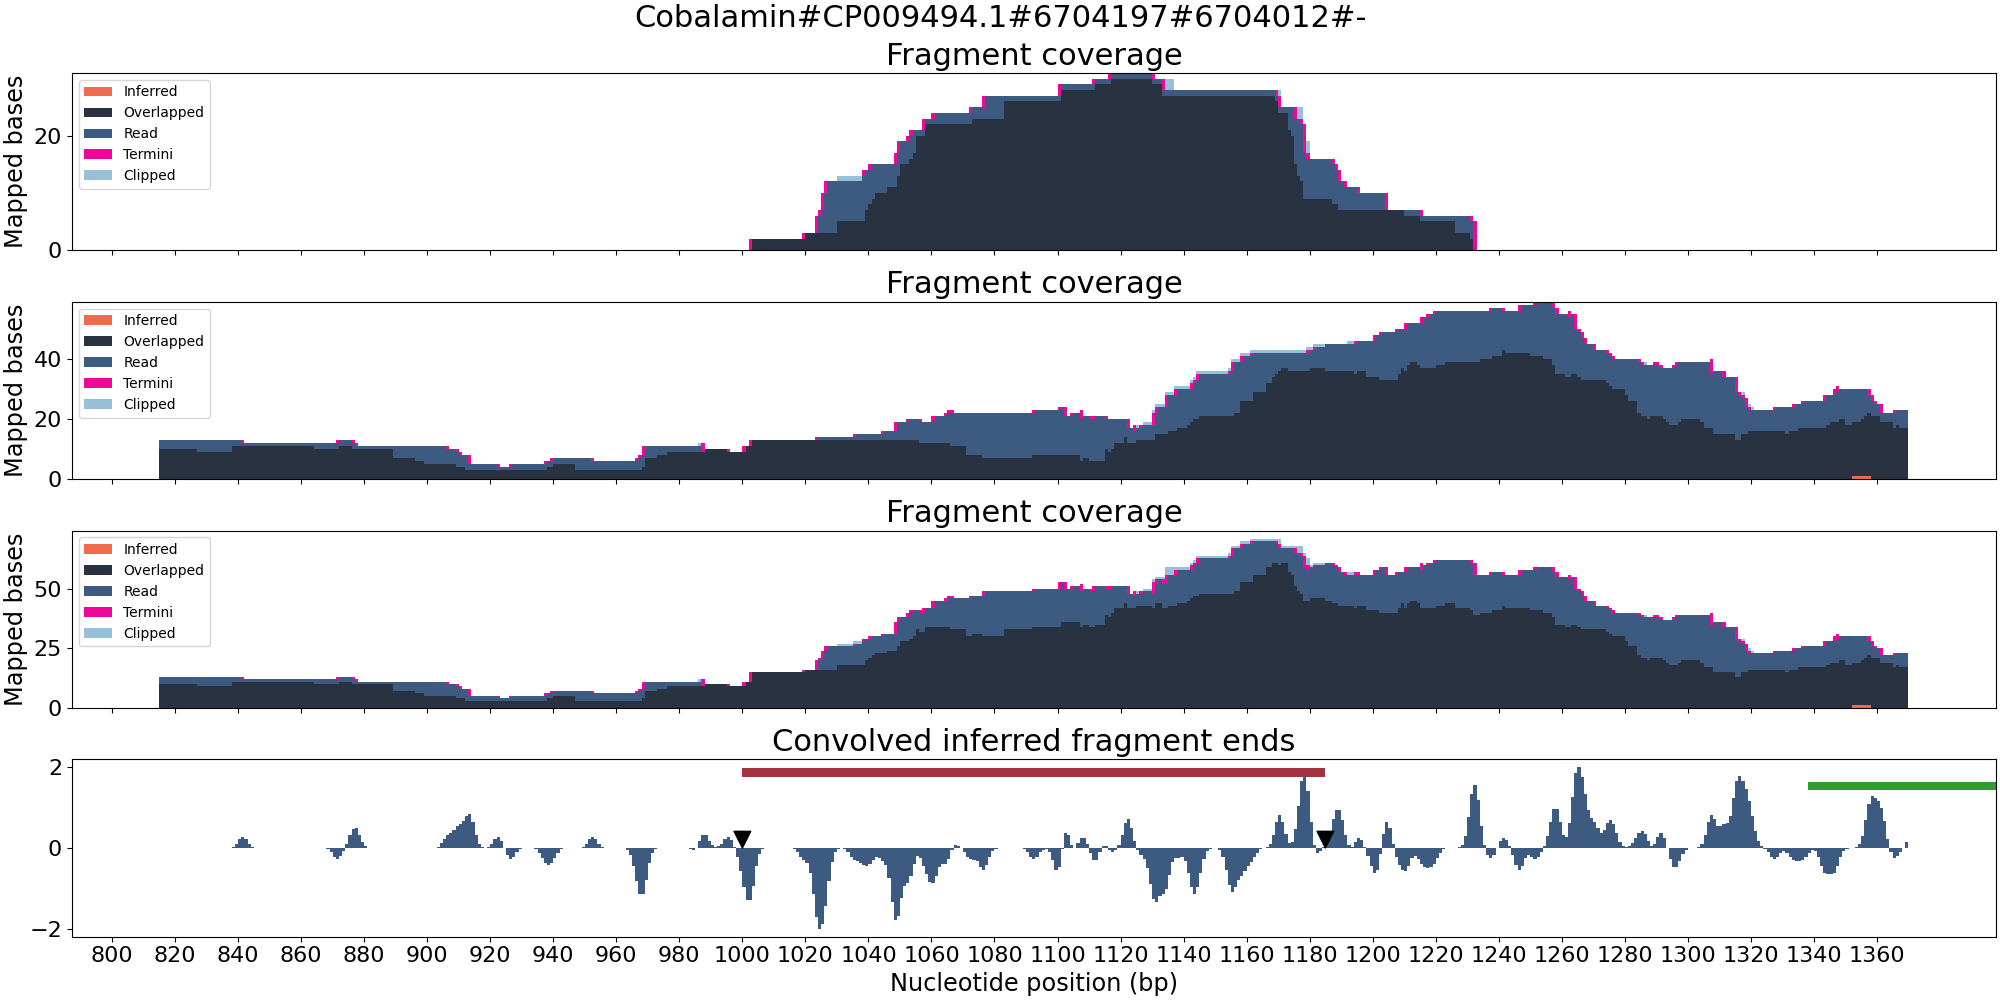 Cobalamin#CP009494.1#6704197#6704012#-
Fragment coverage
Mapped bases
20
0
Inferred
Overlapped
Read
Termini
Clipped
Fragment coverage
Mapped bases
40
20
0
Inferred
Overlapped
Read
Termini
Clipped
Fragment coverage
Mapped bases
50
25
0
Inferred
Overlapped
Read
Termini
Clipped
Convolved inferred fragment ends
2
0
−2
800 820 840 860 880 900 920 940 960 980 1000 1020 1040 1060 1080 1100 1120 1140 1160 1180 1200 1220 1240 1260 1280 1300 1320 1340 1360
Nucleotide position (bp)